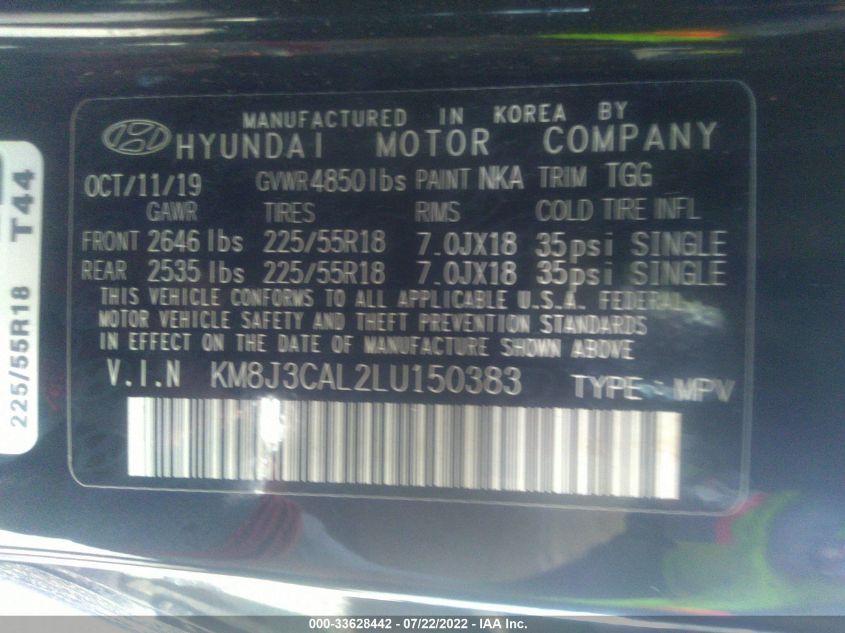 MANUFACTURED IN KOREA BY
HYUNDAI MOTOR COMPANY
OCT/11/19 GVWR 4850lbs PAINT NKA TRIM TGG
GAWR TIRES RIMS COLD TIRE INFL
FRONT 2646 lbs 225/55R18 7.0JX18 35psi SINGLE
REAR 2535 lbs 225/55R18 7.0JX18 35psi SINGLE
THIS VEHICLE CONFORMS TO ALL APPLICABLE U.S.A. FEDERAL
MOTOR VEHICLE SAFETY AND THEFT PREVENTION STANDARDS
IN EFFECT ON THE DATE OF MANUFACTURE SHOWN ABOVE
V.I.N KM8J3CAL2LU150383 TYPE : MPV
225/55R18 T44
000-33628442 - 07/22/2022 - IAA Inc.